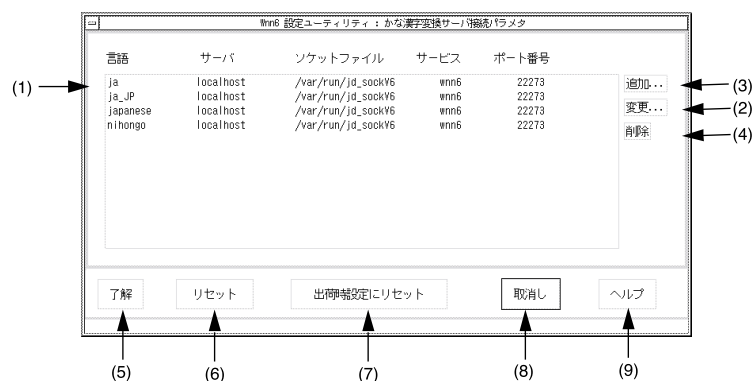 Wnn6 設定ユーティリティ : かな漢字変換サーバ接続パラメタ
言語 サーバ ソケットファイル サービス ポート番号
(1)
ja localhost /var/run/jd_sockV6 wnn6 22273
追加... (3)
ja_JP localhost /var/run/jd_sockV6 wnn6 22273
japanese localhost /var/run/jd_sockV6 wnn6 22273
変更... (2)
nihongo localhost /var/run/jd_sockV6 wnn6 22273
削除 (4)
了解 リセット 出荷時設定にリセット 取消し ヘルプ
(5) (6) (7) (8) (9)